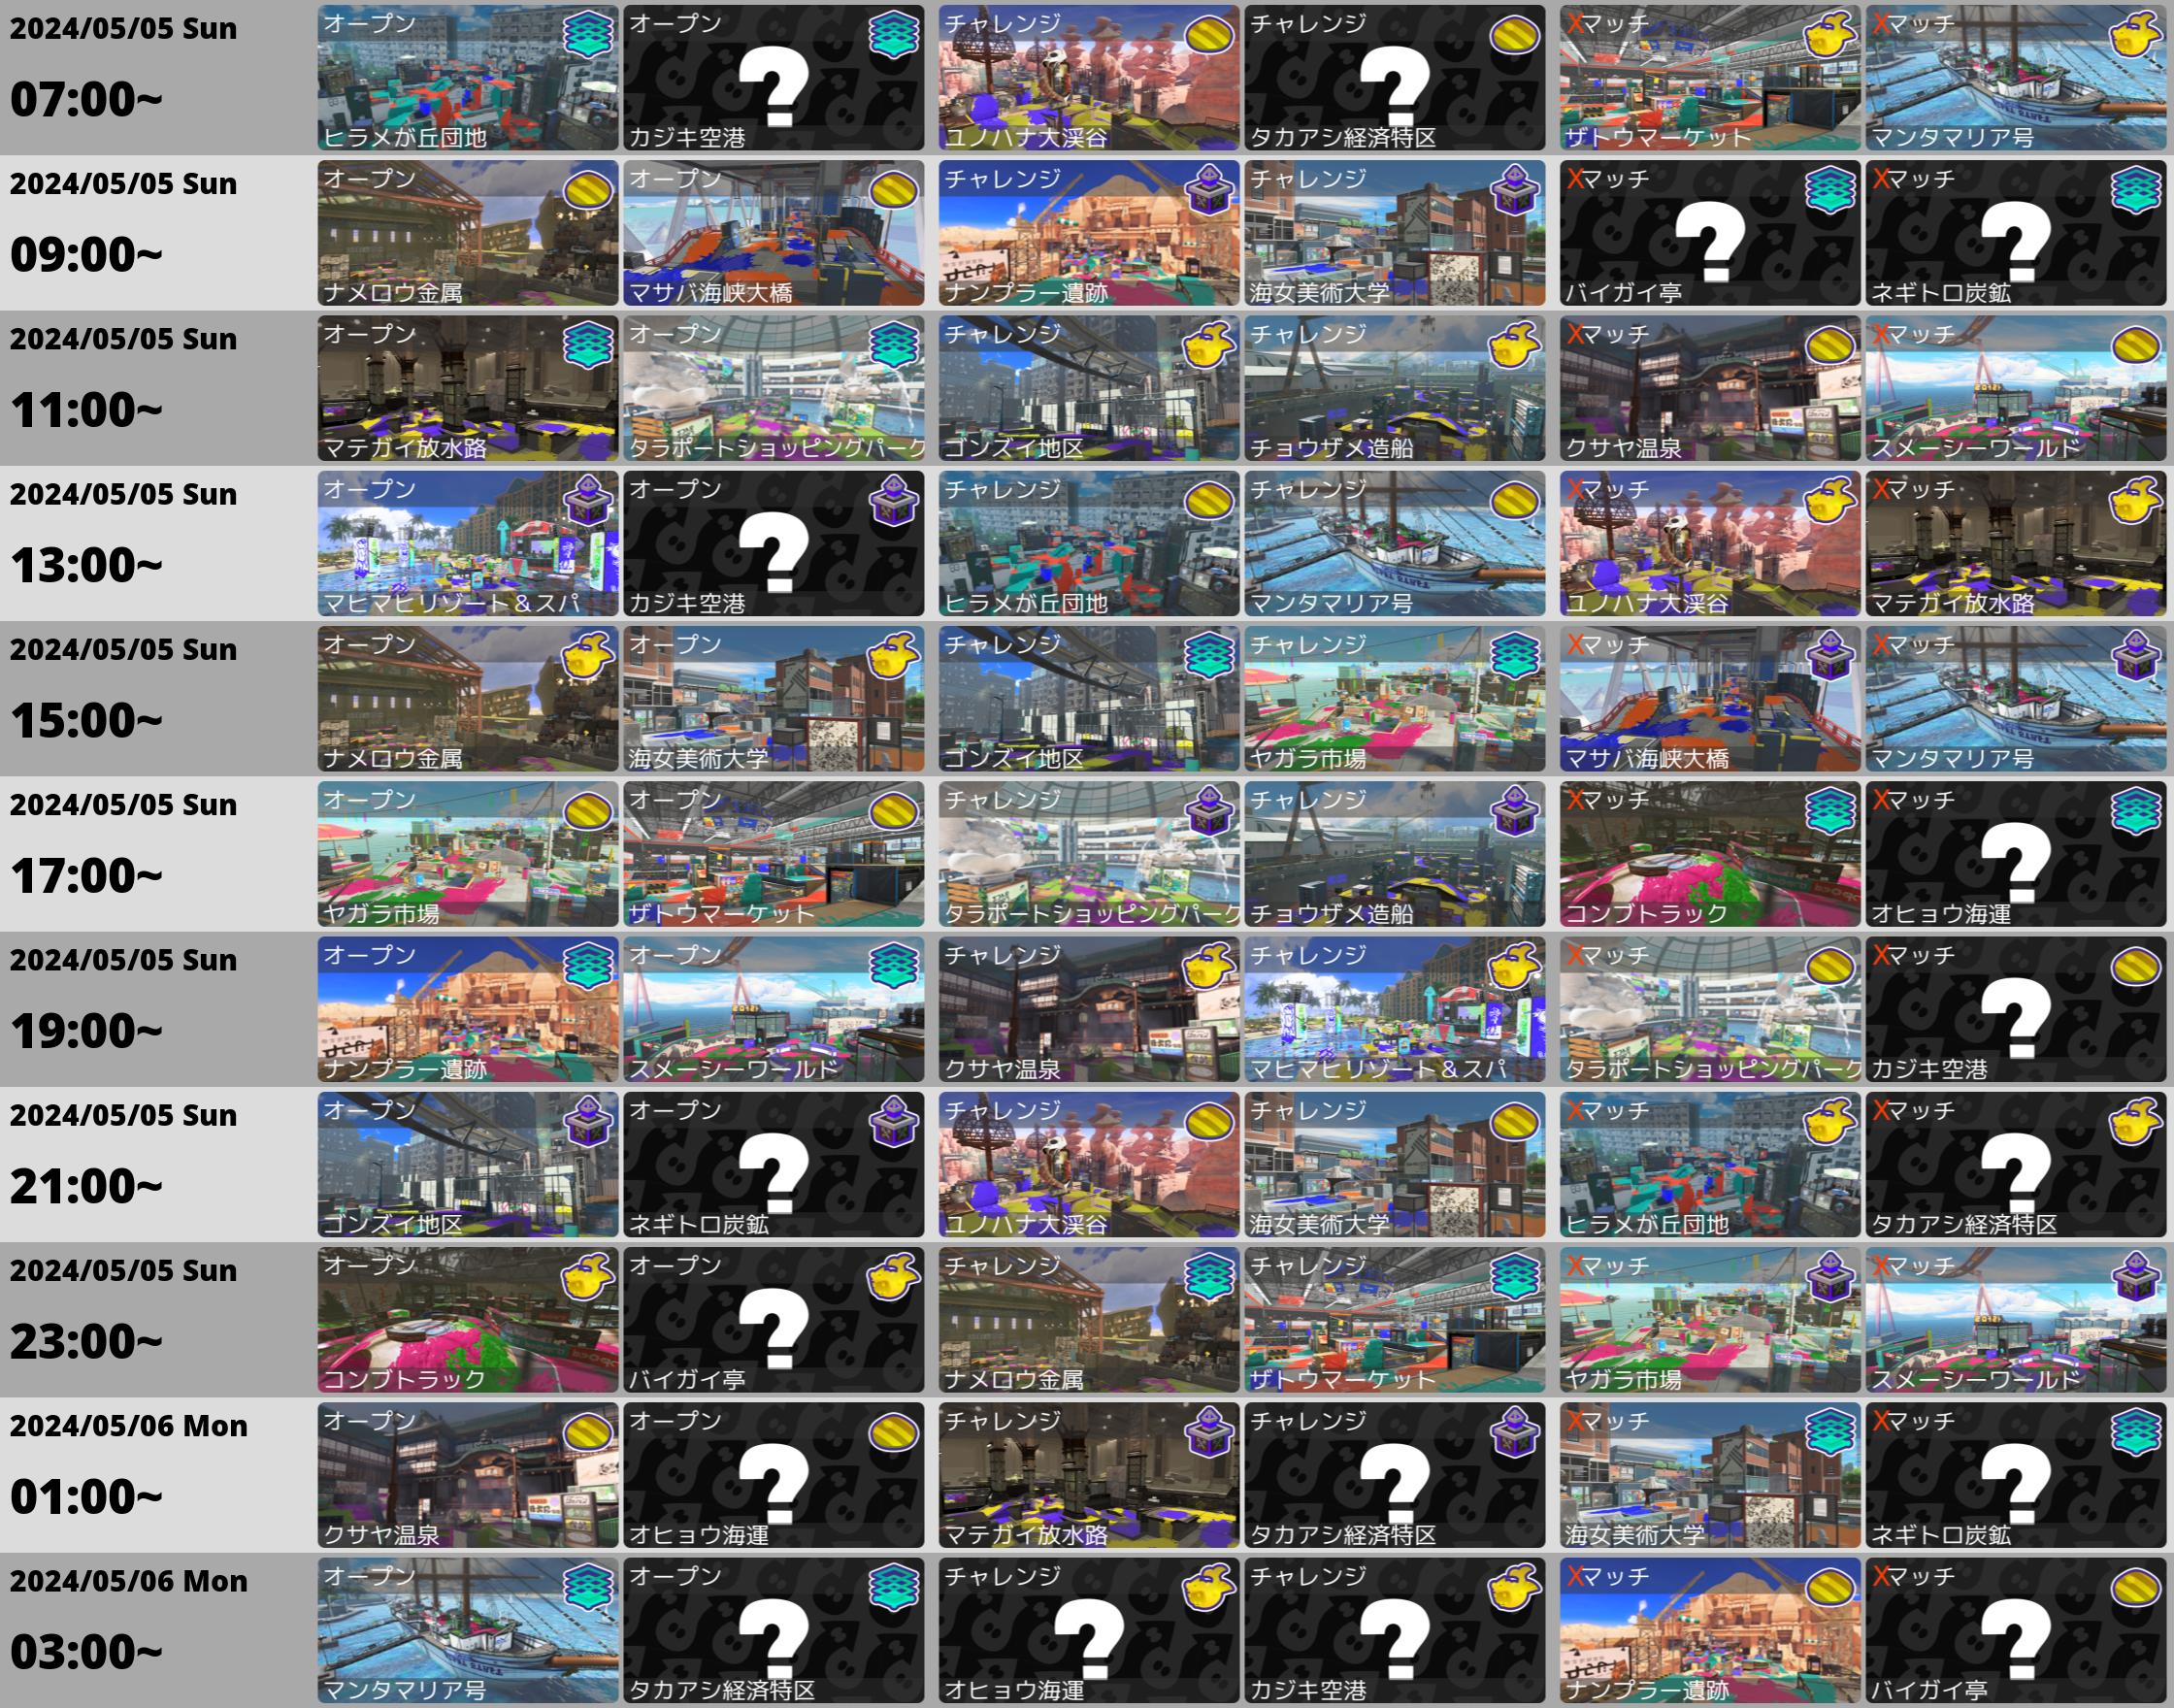 2024/05/05 Sun
07:00~
オープン
ヒラメが丘団地
オープン
カジキ空港
チャレンジ
ユノハナ大渓谷
チャレンジ
タカアシ経済特区
Xマッチ
ザトウマーケット
Xマッチ
マンタマリア号
2024/05/05 Sun
09:00~
オープン
ナメロウ金属
オープン
マサバ海峡大橋
チャレンジ
ナンプラー遺跡
チャレンジ
海女美術大学
Xマッチ
バイガイ亭
Xマッチ
ネギトロ炭鉱
2024/05/05 Sun
11:00~
オープン
マテガイ放水路
オープン
タラポートショッピングパーク
チャレンジ
ゴンズイ地区
チャレンジ
チョウザメ造船
Xマッチ
クサヤ温泉
Xマッチ
スメーシーワールド
2024/05/05 Sun
13:00~
オープン
マヒマヒリゾート＆スパ
オープン
カジキ空港
チャレンジ
ヒラメが丘団地
チャレンジ
マンタマリア号
Xマッチ
ユノハナ大渓谷
Xマッチ
マテガイ放水路
2024/05/05 Sun
15:00~
オープン
ナメロウ金属
オープン
海女美術大学
チャレンジ
ゴンズイ地区
チャレンジ
ヤガラ市場
Xマッチ
マサバ海峡大橋
Xマッチ
マンタマリア号
2024/05/05 Sun
17:00~
オープン
ヤガラ市場
オープン
ザトウマーケット
チャレンジ
タラポートショッピングパーク
チャレンジ
チョウザメ造船
Xマッチ
コンブトラック
Xマッチ
オヒョウ海運
2024/05/05 Sun
19:00~
オープン
ナンプラー遺跡
オープン
スメーシーワールド
チャレンジ
クサヤ温泉
チャレンジ
マヒマヒリゾート＆スパ
Xマッチ
タラポートショッピングパーク
Xマッチ
カジキ空港
2024/05/05 Sun
21:00~
オープン
ゴンズイ地区
オープン
ネギトロ炭鉱
チャレンジ
ユノハナ大渓谷
チャレンジ
海女美術大学
Xマッチ
ヒラメが丘団地
Xマッチ
タカアシ経済特区
2024/05/05 Sun
23:00~
オープン
コンブトラック
オープン
バイガイ亭
チャレンジ
ナメロウ金属
チャレンジ
ザトウマーケット
Xマッチ
ヤガラ市場
Xマッチ
スメーシーワールド
2024/05/06 Mon
01:00~
オープン
クサヤ温泉
オープン
オヒョウ海運
チャレンジ
マテガイ放水路
チャレンジ
タカアシ経済特区
Xマッチ
海女美術大学
Xマッチ
ネギトロ炭鉱
2024/05/06 Mon
03:00~
オープン
マンタマリア号
オープン
タカアシ経済特区
チャレンジ
オヒョウ海運
チャレンジ
カジキ空港
Xマッチ
ナンプラー遺跡
Xマッチ
バイガイ亭